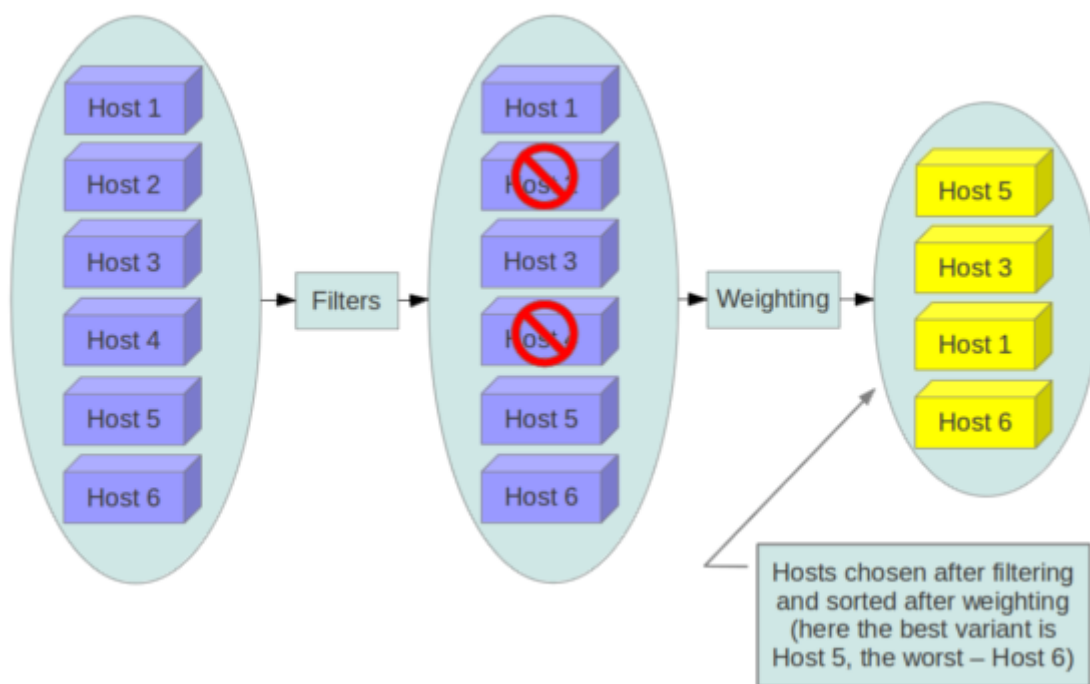 Host 1
Host 2
Host 3
Host 4
Host 5
Host 6
Filters
Host 1
Host 3
Host 5
Host 6
Weighting
Host 5
Host 3
Host 1
Host 6
Hosts chosen after filtering
and sorted after weighting
(here the best variant is
Host 5, the worst – Host 6)